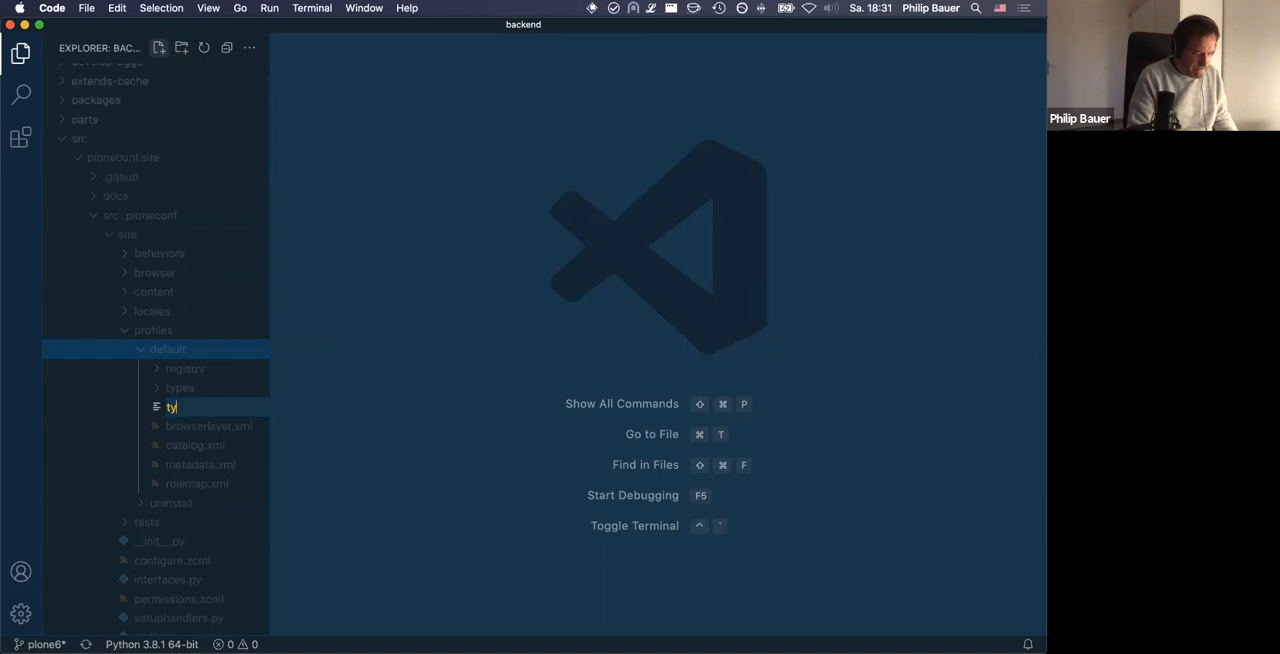 Code File Edit Selection View Go Run Terminal Window Help Sa. 18:31 Philip Bauer
backend
EXPLORER: BAC...
develop-eggs
extends-cache
packages
parts
src
ploneconf.site
.github
docs
src ploneconf
site
behaviors
browser
content
locales
profiles
default
registry
types
ty
browserlayer.xml
catalog.xml
metadata.xml
rolemap.xml
uninstall
tests
__init__.py
configure.zcml
interfaces.py
permissions.zcml
setuphandlers.py
Show All Commands ⇧ ⌘ P
Go to File ⌘ T
Find in Files ⇧ ⌘ F
Start Debugging F5
Toggle Terminal ^ `
plone6* Python 3.8.1 64-bit 0 0
Philip Bauer